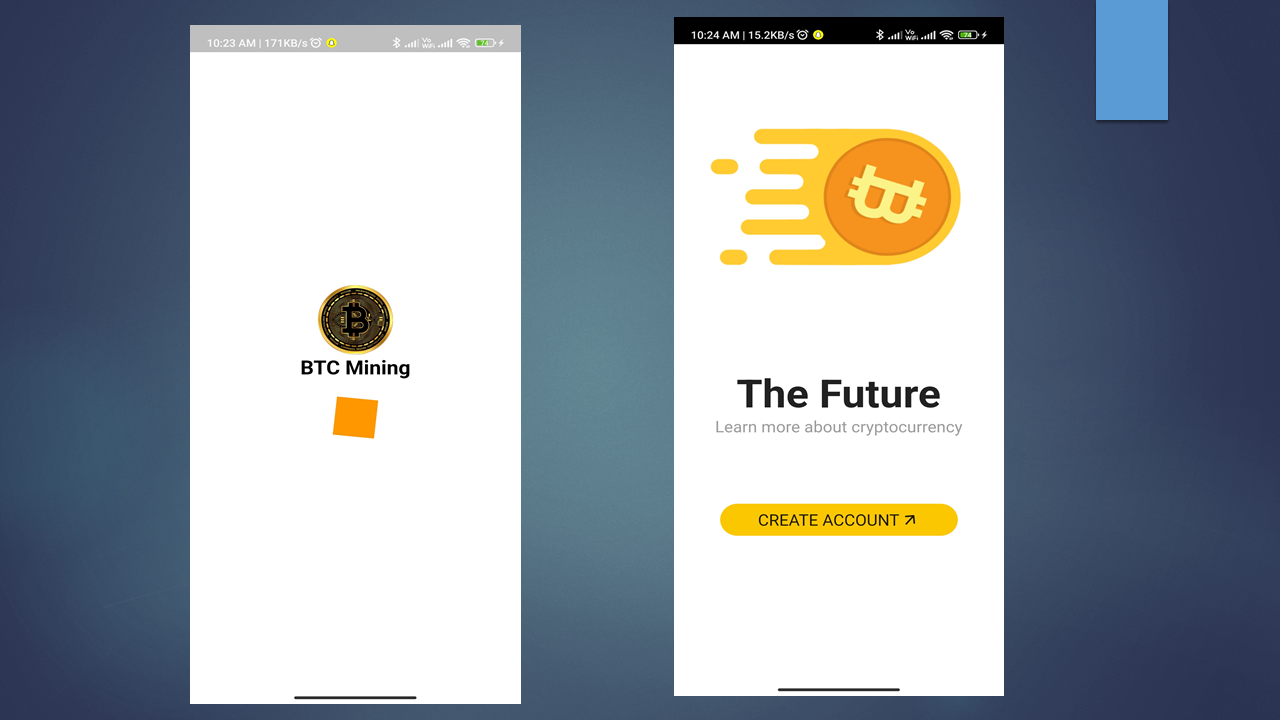 10:23 AM | 171KB/s
Vo
WiFi
74
BTC Mining
10:24 AM | 15.2KB/s
Vo
WiFi
74
The Future
Learn more about cryptocurrency
CREATE ACCOUNT